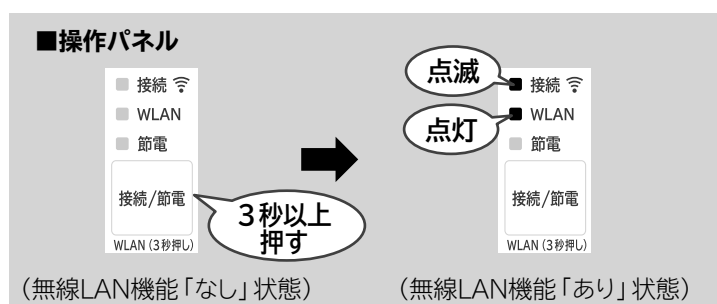 ■操作パネル
接続
WLAN
節電
接続/節電
WLAN (3秒押し)
3秒以上
押す
(無線LAN機能「なし」状態)
点滅
点灯
接続
WLAN
節電
接続/節電
WLAN (3秒押し)
(無線LAN機能「あり」状態)